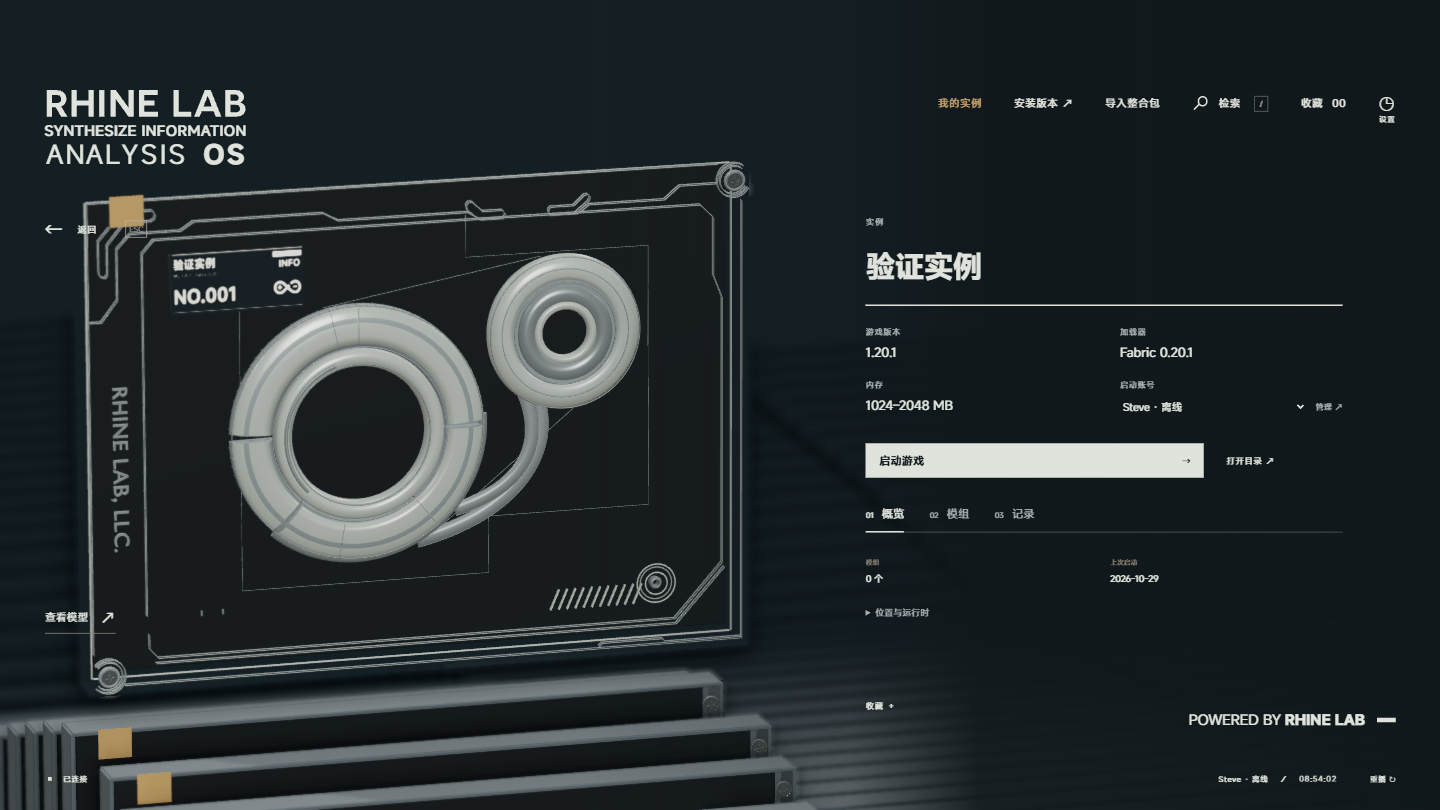 RHINE LAB
SYNTHESIZE INFORMATION
ANALYSIS OS
我的实例
安装版本 ↗
导入整合包
检索 /
收藏 00
设置
← 返回 ESC
验证实例
INFO
NO.001
RHINE LAB, LLC.
查看模型 ↗
实例
验证实例
游戏版本
1.20.1
加载器
Fabric 0.20.1
内存
1024–2048 MB
启动账号
Steve · 离线
管理 ↗
启动游戏 →
打开目录 ↗
01 概览
02 模组
03 记录
模组
0 个
上次启动
2026-10-29
▸ 位置与运行时
收藏 +
POWERED BY RHINE LAB
已连接
Steve · 离线 / 08:54:02
重播 ↻